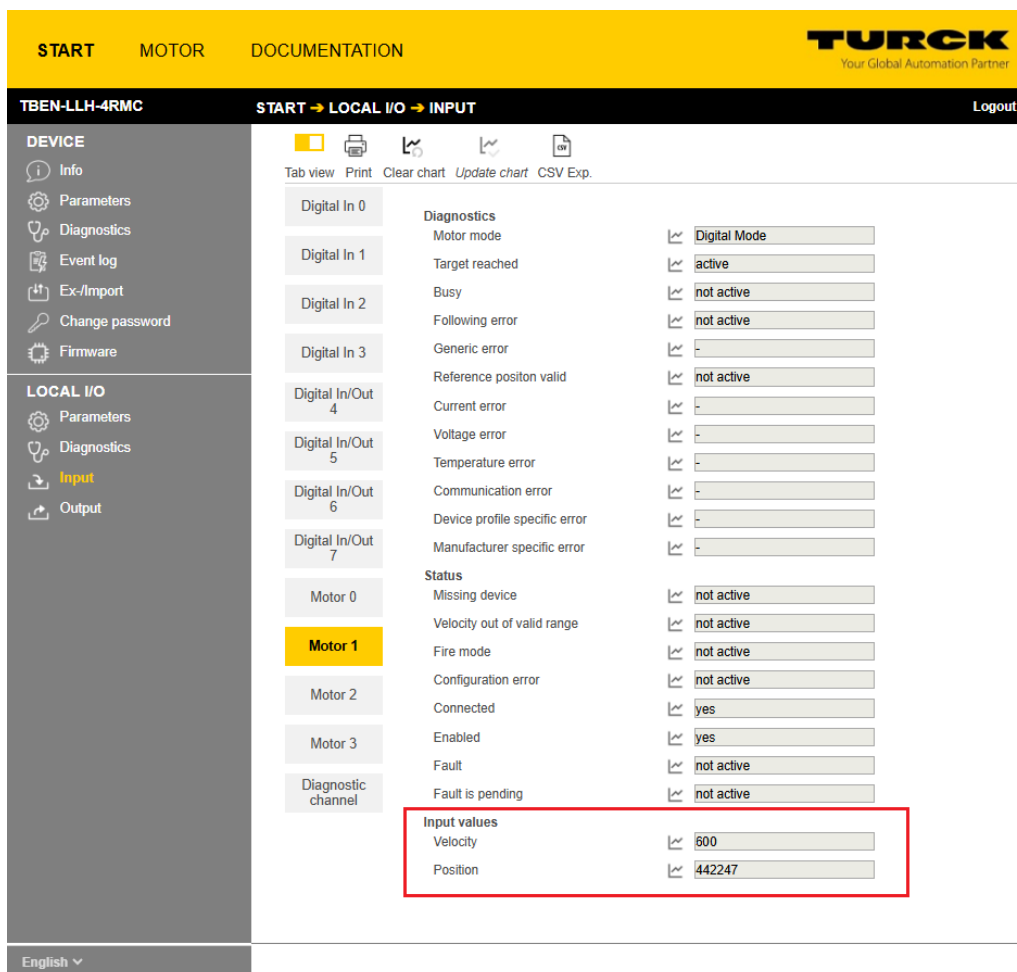 START MOTOR DOCUMENTATION
TURCK
Your Global Automation Partner
TBEN-LLH-4RMC
START ➔ LOCAL I/O ➔ INPUT
Logout
DEVICE
Info
Parameters
Diagnostics
Event log
Ex-/Import
Change password
Firmware
LOCAL I/O
Parameters
Diagnostics
Input
Output
English
CSV
Tab view Print Clear chart Update chart CSV Exp.
Digital In 0
Digital In 1
Digital In 2
Digital In 3
Digital In/Out
4
Digital In/Out
5
Digital In/Out
6
Digital In/Out
7
Motor 0
Motor 1
Motor 2
Motor 3
Diagnostic
channel
Diagnostics
Motor mode Digital Mode
Target reached active
Busy not active
Following error not active
Generic error -
Reference positon valid not active
Current error -
Voltage error -
Temperature error -
Communication error -
Device profile specific error -
Manufacturer specific error -
Status
Missing device not active
Velocity out of valid range not active
Fire mode not active
Configuration error not active
Connected yes
Enabled yes
Fault not active
Fault is pending not active
Input values
Velocity 600
Position 442247